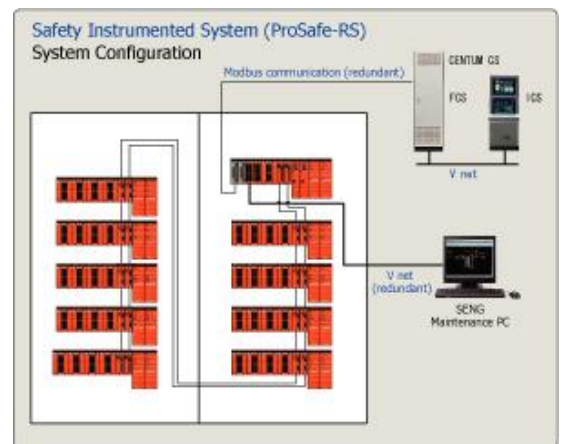 Safety Instrumented System (ProSafe-RS)
System Configuration
Modbus communication (redundant)
CENTUM CS
FCS
ICS
V net
V net
(redundant)
SENG
Maintenance PC